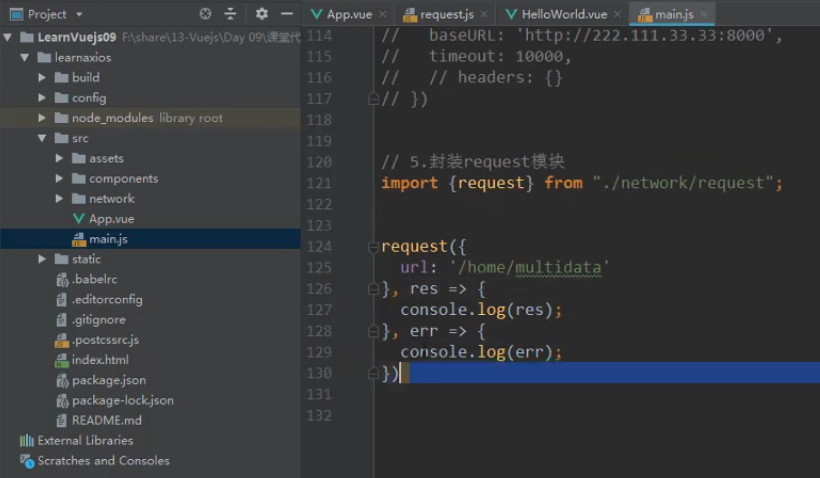 Project
App.vue
request.js
HelloWorld.vue
main.js
LearnVuejs09 F:\share\13-Vuejs\Day 09\课堂代
learnaxios
build
config
node_modules library root
src
assets
components
network
App.vue
main.js
static
.babelrc
.editorconfig
.gitignore
.postcssrc.js
index.html
package.json
package-lock.json
README.md
External Libraries
Scratches and Consoles
114 //   baseURL: 'http://222.111.33.33:8000',
115 //   timeout: 10000,
116 //   // headers: {}
117 // })
118
119
120 // 5.封装request模块
121 import {request} from "./network/request";
122
123
124 request({
125   url: '/home/multidata'
126 }, res => {
127   console.log(res);
128 }, err => {
129   console.log(err);
130 })
131
132